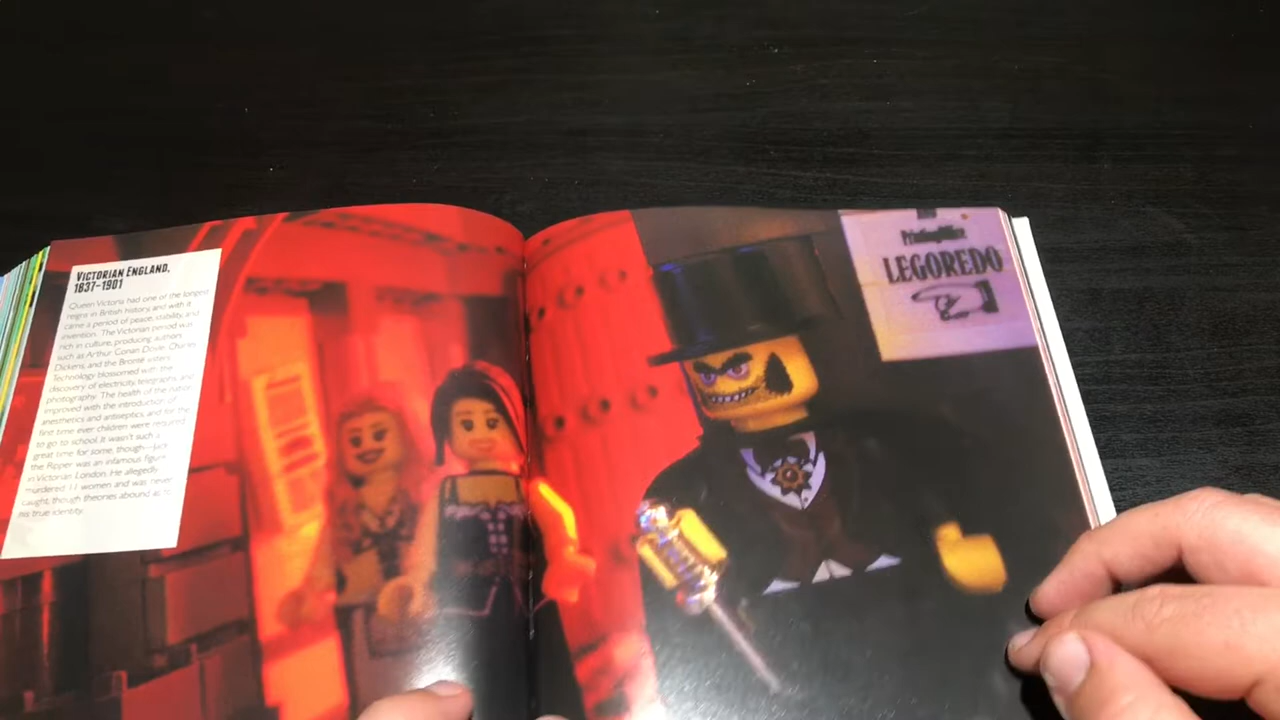 VICTORIAN ENGLAND,
1837–1901
Queen Victoria had one of the longest
reigns in British history, and with it
came a period of peace, stability, and
invention. The Victorian period was
rich in culture, producing authors
such as Arthur Conan Doyle, Charles
Dickens, and the Brontë sisters.
Technology blossomed with the
discovery of electricity, telegraphs, and
photography. The health of the nation
improved with the introduction of
anesthetics and antiseptics, and for the
first time ever children were required
to go to school. It wasn't such a
great time for some, though—Jack
the Ripper was an infamous figure
in Victorian London. He allegedly
murdered 11 women and was never
caught, though theories abound as to
his true identity.
LEGOREDO